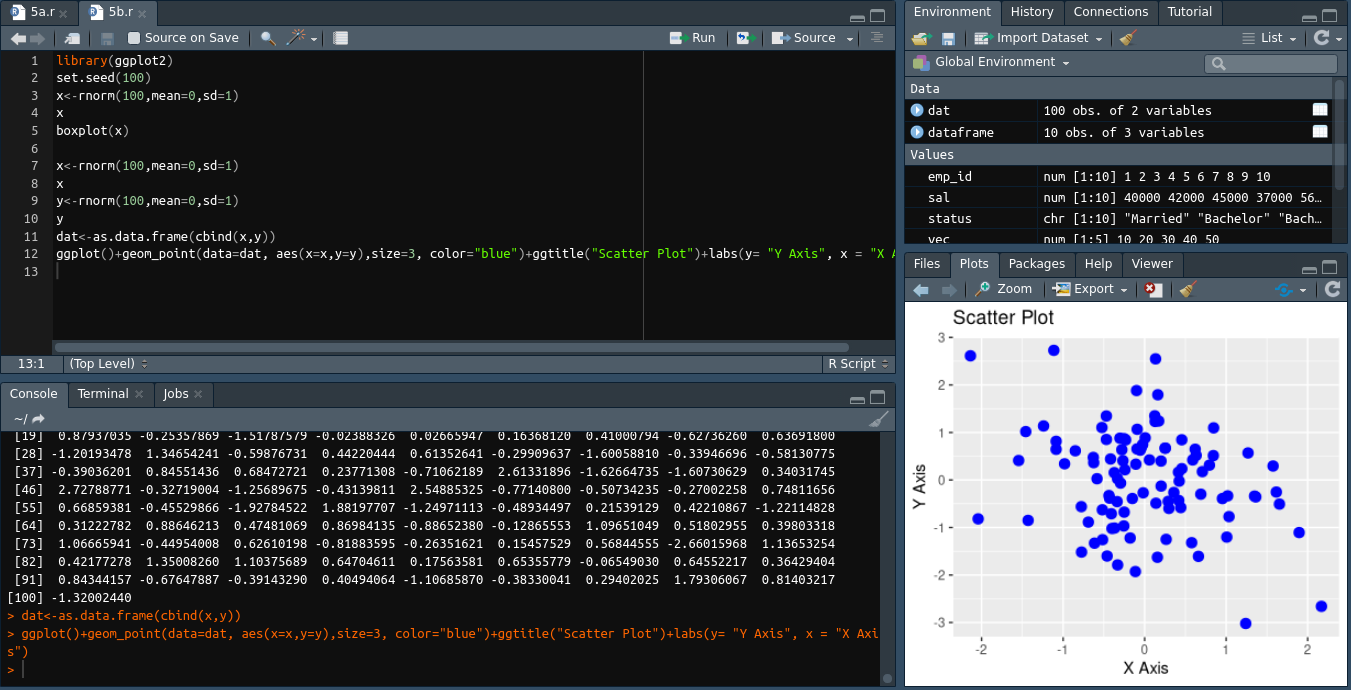 5a.r
5b.r
Source on Save
Run
Source
1 library(ggplot2)
2 set.seed(100)
3 x<-rnorm(100,mean=0,sd=1)
4 x
5 boxplot(x)
6
7 x<-rnorm(100,mean=0,sd=1)
8 x
9 y<-rnorm(100,mean=0,sd=1)
10 y
11 dat<-as.data.frame(cbind(x,y))
12 ggplot()+geom_point(data=dat, aes(x=x,y=y),size=3, color="blue")+ggtitle("Scatter Plot")+labs(y= "Y Axis", x = "X A
13
13:1 (Top Level) R Script
Console Terminal Jobs
~/
[19] 0.87937035 -0.25357869 -1.51787579 -0.02388326 0.02665947 0.16368120 0.41000794 -0.62736260 0.63691800
[28] -1.20193478 1.34654241 -0.59876731 0.44220444 0.61352641 -0.29909637 -1.60058810 -0.33946696 -0.58130775
[37] -0.39036201 0.84551436 0.68472721 0.23771308 -0.71062189 2.61331896 -1.62664735 -1.60730629 0.34031745
[46] 2.72788771 -0.32719004 -1.25689675 -0.43139811 2.54885325 -0.77140800 -0.50734235 -0.27002258 0.74811656
[55] 0.66859381 -0.45529866 -1.92784522 1.88197707 -1.24971113 -0.48934497 0.21539129 0.42210867 -1.22114828
[64] 0.31222782 0.88646213 0.47481069 0.86984135 -0.88652380 -0.12865553 1.09651049 0.51802955 0.39803318
[73] 1.06665941 -0.44954008 0.62610198 -0.81883595 -0.26351621 0.15457529 0.56844555 -2.66015968 1.13653254
[82] 0.42177278 1.35008260 1.10375689 0.64704611 0.17563581 0.65355779 -0.06549030 0.64552217 0.36429404
[91] 0.84344157 -0.67647887 -0.39143290 0.40494064 -1.10685870 -0.38330041 0.29402025 1.79306067 0.81403217
[100] -1.32002440
> dat<-as.data.frame(cbind(x,y))
> ggplot()+geom_point(data=dat, aes(x=x,y=y),size=3, color="blue")+ggtitle("Scatter Plot")+labs(y= "Y Axis", x = "X Axi
s")
>
Environment History Connections Tutorial
Import Dataset List
Global Environment
Data
dat 100 obs. of 2 variables
dataframe 10 obs. of 3 variables
Values
emp_id num [1:10] 1 2 3 4 5 6 7 8 9 10
sal num [1:10] 40000 42000 45000 37000 56…
status chr [1:10] "Married" "Bachelor" "Bach…
vec num [1:5] 10 20 30 40 50
Files Plots Packages Help Viewer
Zoom Export
Scatter Plot
3
2
1
0
-1
-2
-3
Y Axis
-2 -1 0 1 2
X Axis